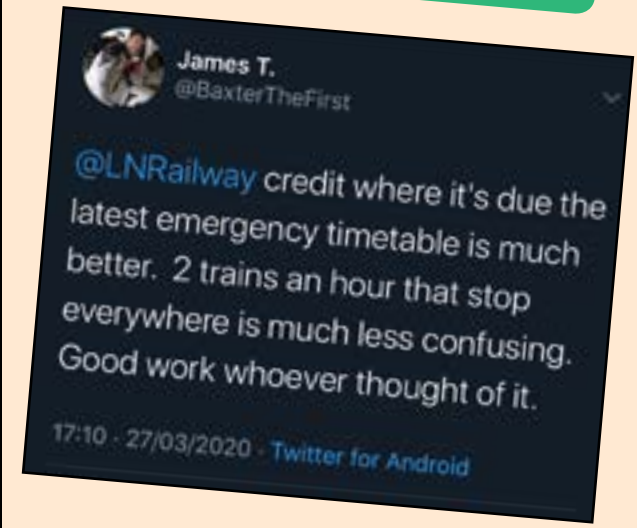 James T.
@BaxterTheFirst
@LNRailway credit where it's due the
latest emergency timetable is much
better.  2 trains an hour that stop
everywhere is much less confusing.
Good work whoever thought of it.
17:10 · 27/03/2020 · Twitter for Android